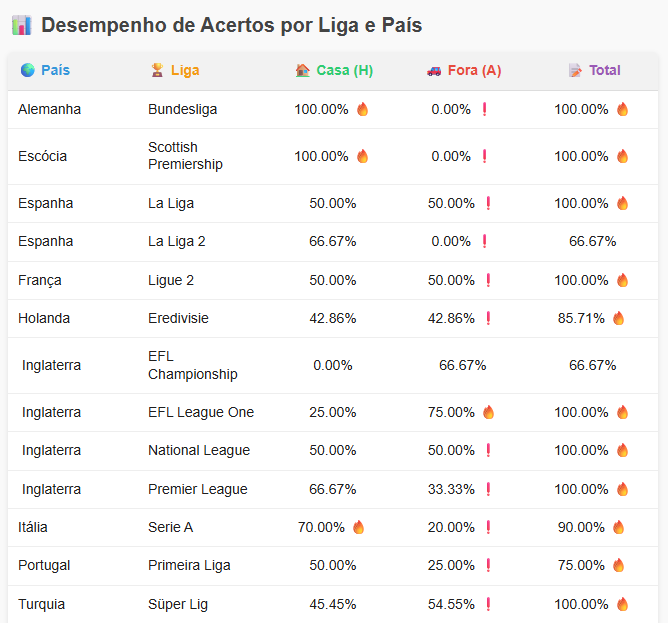 📊 Desempenho de Acertos por Liga e País
🌍 País 🏆 Liga 🏠 Casa (H) 🚗 Fora (A) 📝 Total
Alemanha Bundesliga 100.00% 🔥 0.00% ❗ 100.00% 🔥
Escócia Scottish Premiership 100.00% 🔥 0.00% ❗ 100.00% 🔥
Espanha La Liga 50.00% 50.00% ❗ 100.00% 🔥
Espanha La Liga 2 66.67% 0.00% ❗ 66.67%
França Ligue 2 50.00% 50.00% ❗ 100.00% 🔥
Holanda Eredivisie 42.86% 42.86% ❗ 85.71% 🔥
Inglaterra EFL Championship 0.00% 66.67% 66.67%
Inglaterra EFL League One 25.00% 75.00% 🔥 100.00% 🔥
Inglaterra National League 50.00% 50.00% ❗ 100.00% 🔥
Inglaterra Premier League 66.67% 33.33% ❗ 100.00% 🔥
Itália Serie A 70.00% 🔥 20.00% ❗ 90.00% 🔥
Portugal Primeira Liga 50.00% 25.00% ❗ 75.00% 🔥
Turquia Süper Lig 45.45% 54.55% ❗ 100.00% 🔥